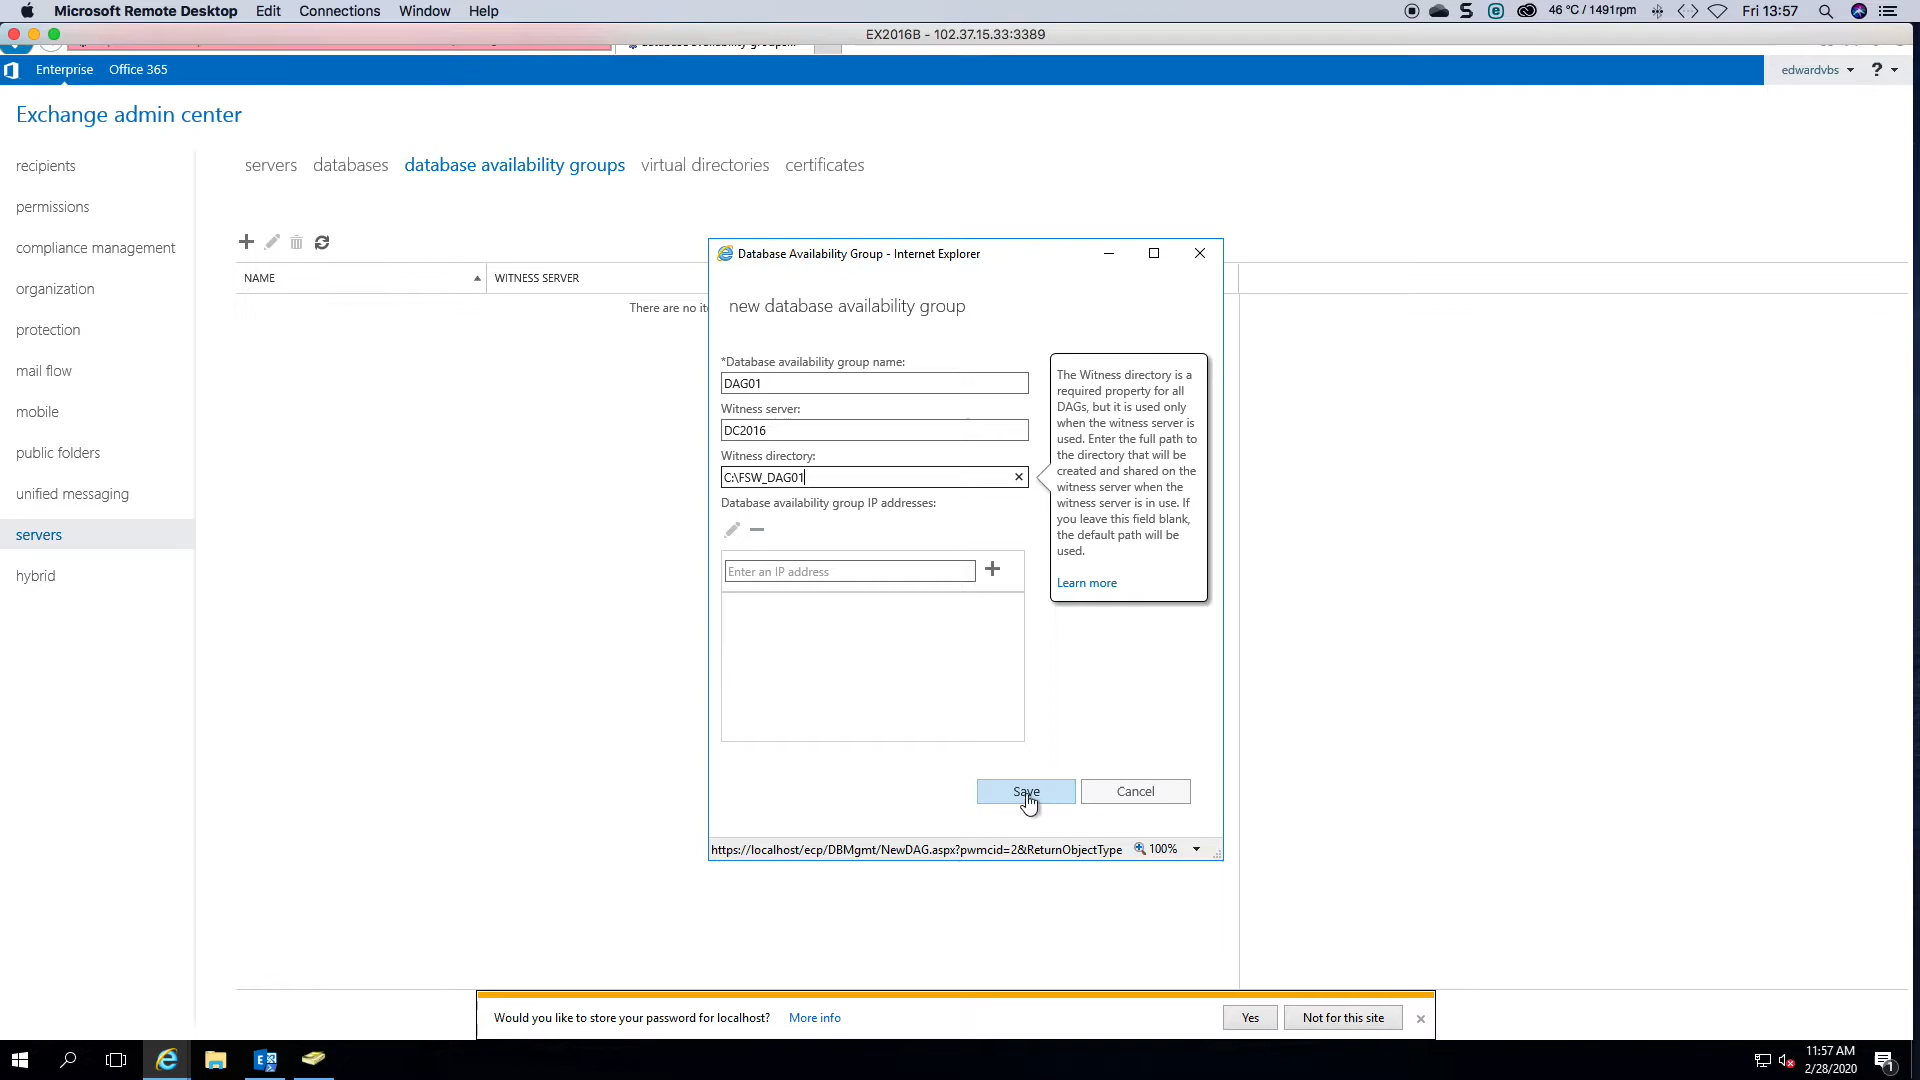 Microsoft Remote Desktop Edit Connections Window Help
46 °C / 1491rpm
Fri 13:57
EX2016B - 102.37.15.33:3389
Enterprise Office 365
edwardvbs ?
Exchange admin center
recipients
permissions
compliance management
organization
protection
mail flow
mobile
public folders
unified messaging
servers
hybrid
servers databases database availability groups virtual directories certificates
NAME WITNESS SERVER
There are no
Database Availability Group - Internet Explorer
new database availability group
*Database availability group name:
DAG01
Witness server:
DC2016
Witness directory:
C:\FSW_DAG01
Database availability group IP addresses:
Enter an IP address
The Witness directory is a
required property for all
DAGs, but it is used only
when the witness server is
used. Enter the full path to
the directory that will be
created and shared on the
witness server when the
witness server is in use. If
you leave this field blank,
the default path will be
used.
Learn more
Save Cancel
https://localhost/ecp/DBMgmt/NewDAG.aspx?pwmcid=2&ReturnObjectType 100%
Would you like to store your password for localhost? More info Yes Not for this site
11:57 AM
2/28/2020
1